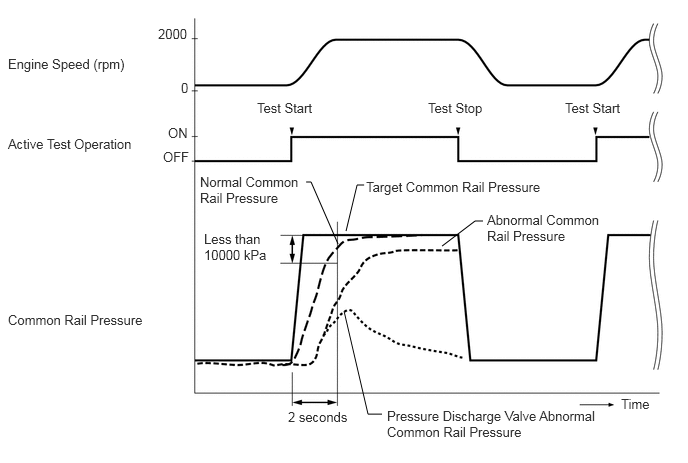 2000
Engine Speed (rpm)
0
Test Start
Test Stop
Test Start
ON
Active Test Operation
OFF
Normal Common
Rail Pressure
Target Common Rail Pressure
Abnormal Common
Rail Pressure
Less than
10000 kPa
Common Rail Pressure
Time
2 seconds
Pressure Discharge Valve Abnormal
Common Rail Pressure